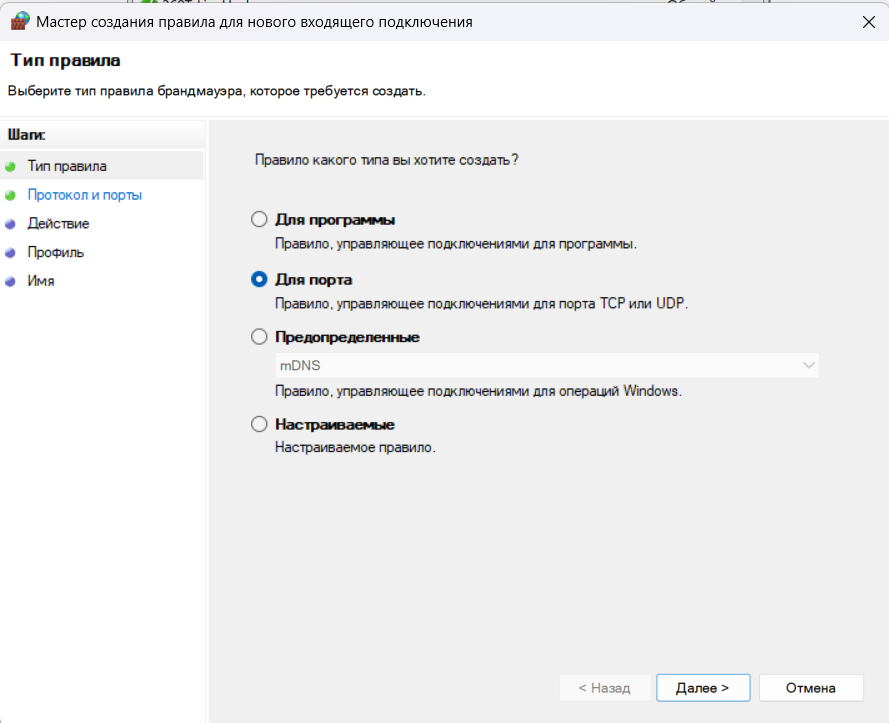 Мастер создания правила для нового входящего подключения
Тип правила
Выберите тип правила брандмауэра, которое требуется создать.
Шаги:
Тип правила
Протокол и порты
Действие
Профиль
Имя
Правило какого типа вы хотите создать?
Для программы
Правило, управляющее подключениями для программы.
Для порта
Правило, управляющее подключениями для порта TCP или UDP.
Предопределенные
mDNS
Правило, управляющее подключениями для операций Windows.
Настраиваемые
Настраиваемое правило.
< Назад
Далее >
Отмена